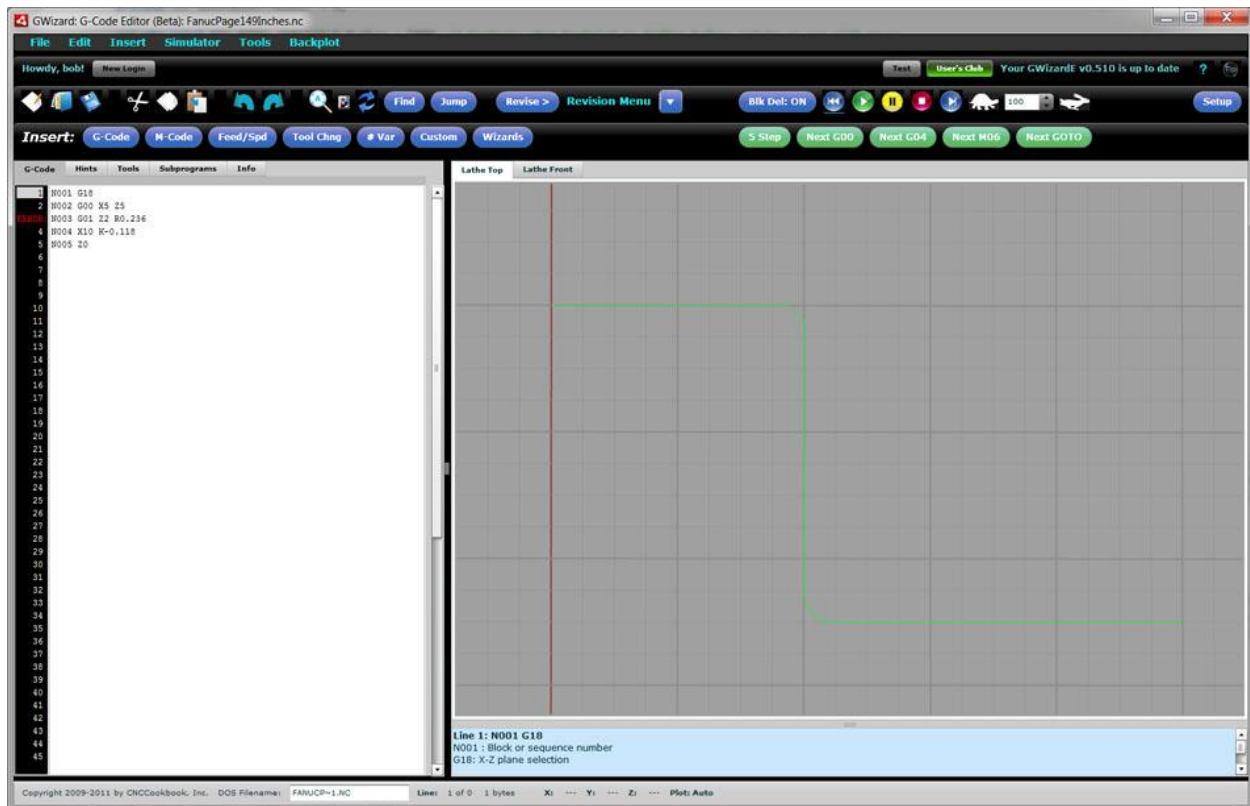 GWizard: G-Code Editor (Beta): FanucPage149Inches.nc
File Edit Insert Simulator Tools Backplot
Howdy, bob! New Login Test User's Club Your GWizardE v0.510 is up to date ?
Find Jump Revise > Revision Menu Blk Del: ON 100 Setup
Insert: G-Code M-Code Feed/Spd Tool Chng # Var Custom Wizards S Step Next G00 Next G04 Next M06 Next GOTO
G-Code Hints Tools Subprograms Info Lathe Top Lathe Front
1 N001 G18
2 N002 G00 X5 Z5
ERROR N003 G01 Z2 R0.236
4 N004 X10 K-0.118
5 N005 Z0
6
7
8
9
10
11
12
13
14
15
16
17
18
19
20
21
22
23
24
25
26
27
28
29
30
31
32
33
34
35
36
37
38
39
40
41
42
43
44
45
Line 1: N001 G18
N001 : Block or sequence number
G18: X-Z plane selection
Copyright 2009-2011 by CNCCookbook, Inc. DOS Filename: FANUCP~1.NC Line: 1 of 0 1 bytes X: --- Y: --- Z: --- Plot: Auto